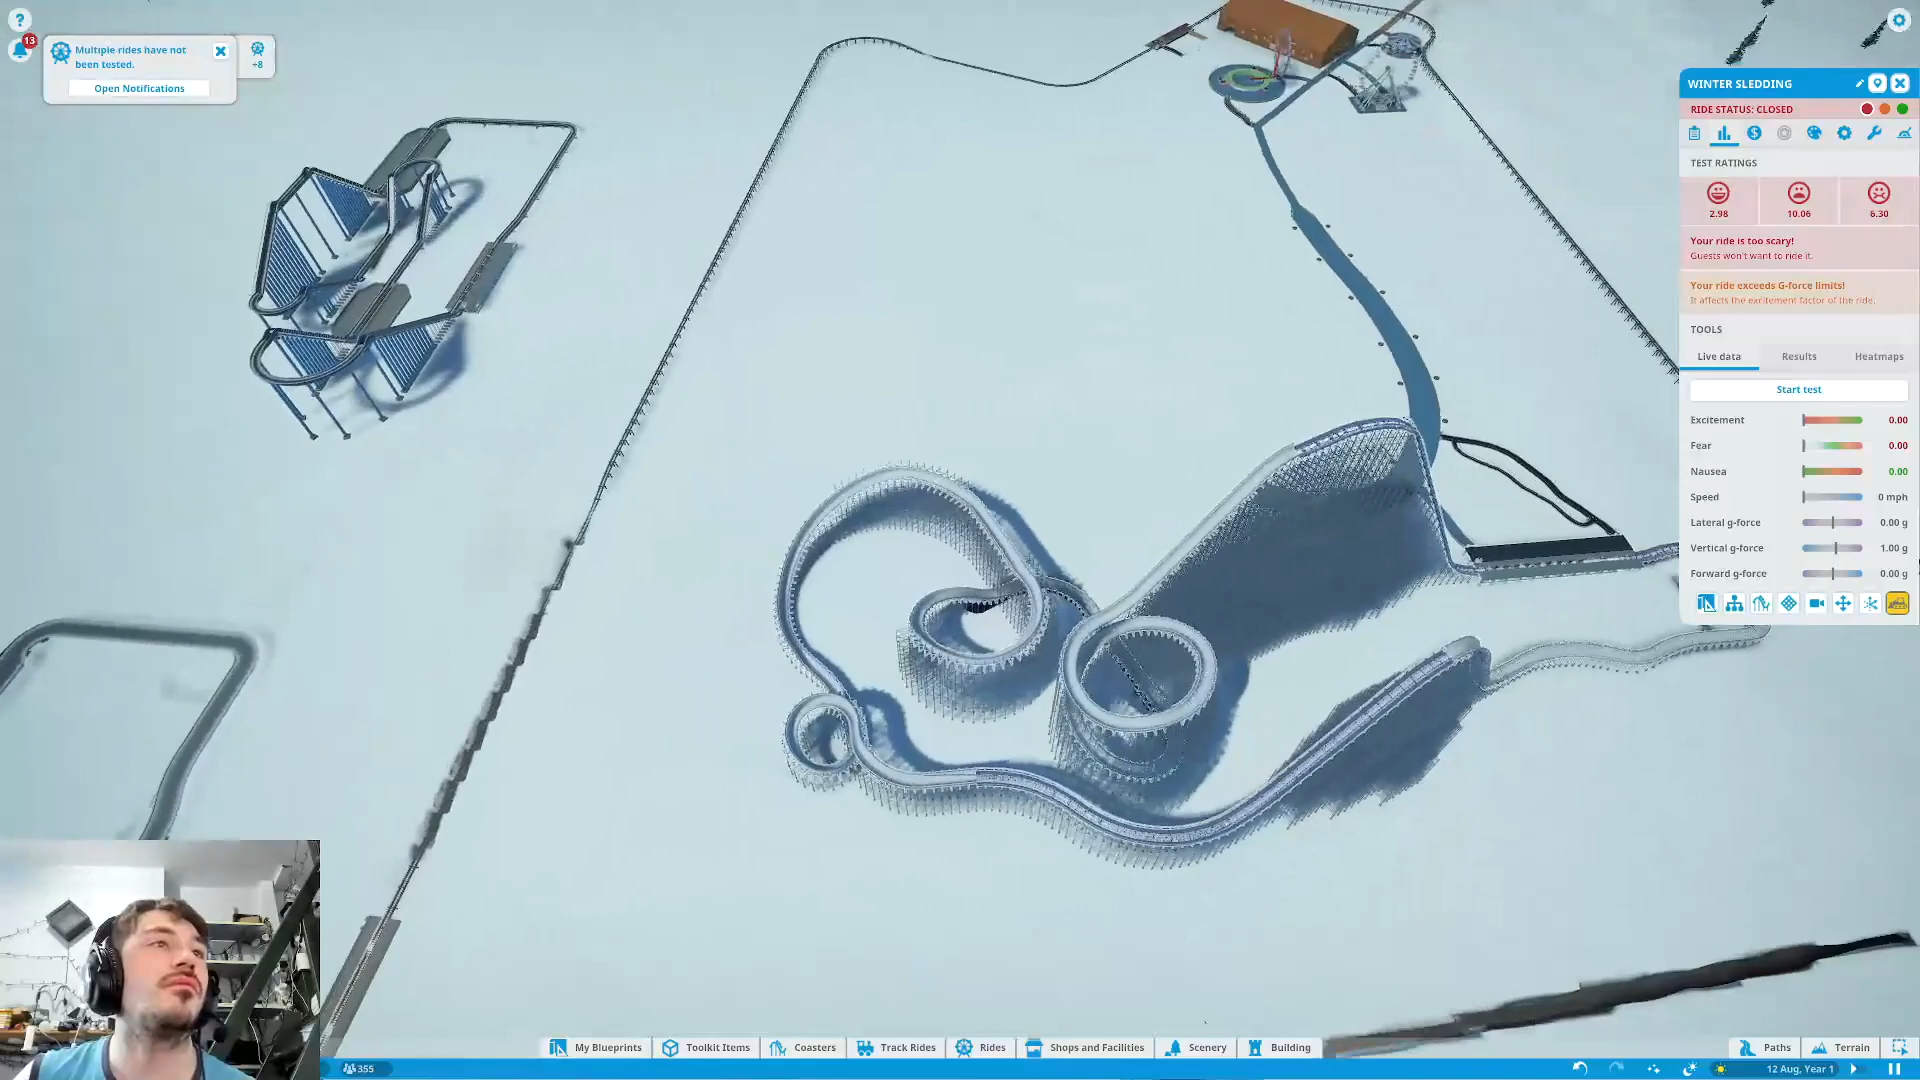 ?
13
Multiple rides have not
been tested.
+8
Open Notifications
WINTER SLEDDING
RIDE STATUS: CLOSED
TEST RATINGS
2.98
10.06
6.30
Your ride is too scary!
Guests won't want to ride it.
Your ride exceeds G-force limits!
It affects the excitement factor of the ride.
TOOLS
Live data
Results
Heatmaps
Start test
Excitement 0.00
Fear 0.00
Nausea 0.00
Speed 0 mph
Lateral g-force 0.00 g
Vertical g-force 1.00 g
Forward g-force 0.00 g
My Blueprints
Toolkit Items
Coasters
Track Rides
Rides
Shops and Facilities
Scenery
Building
Paths
Terrain
355
12 Aug, Year 1